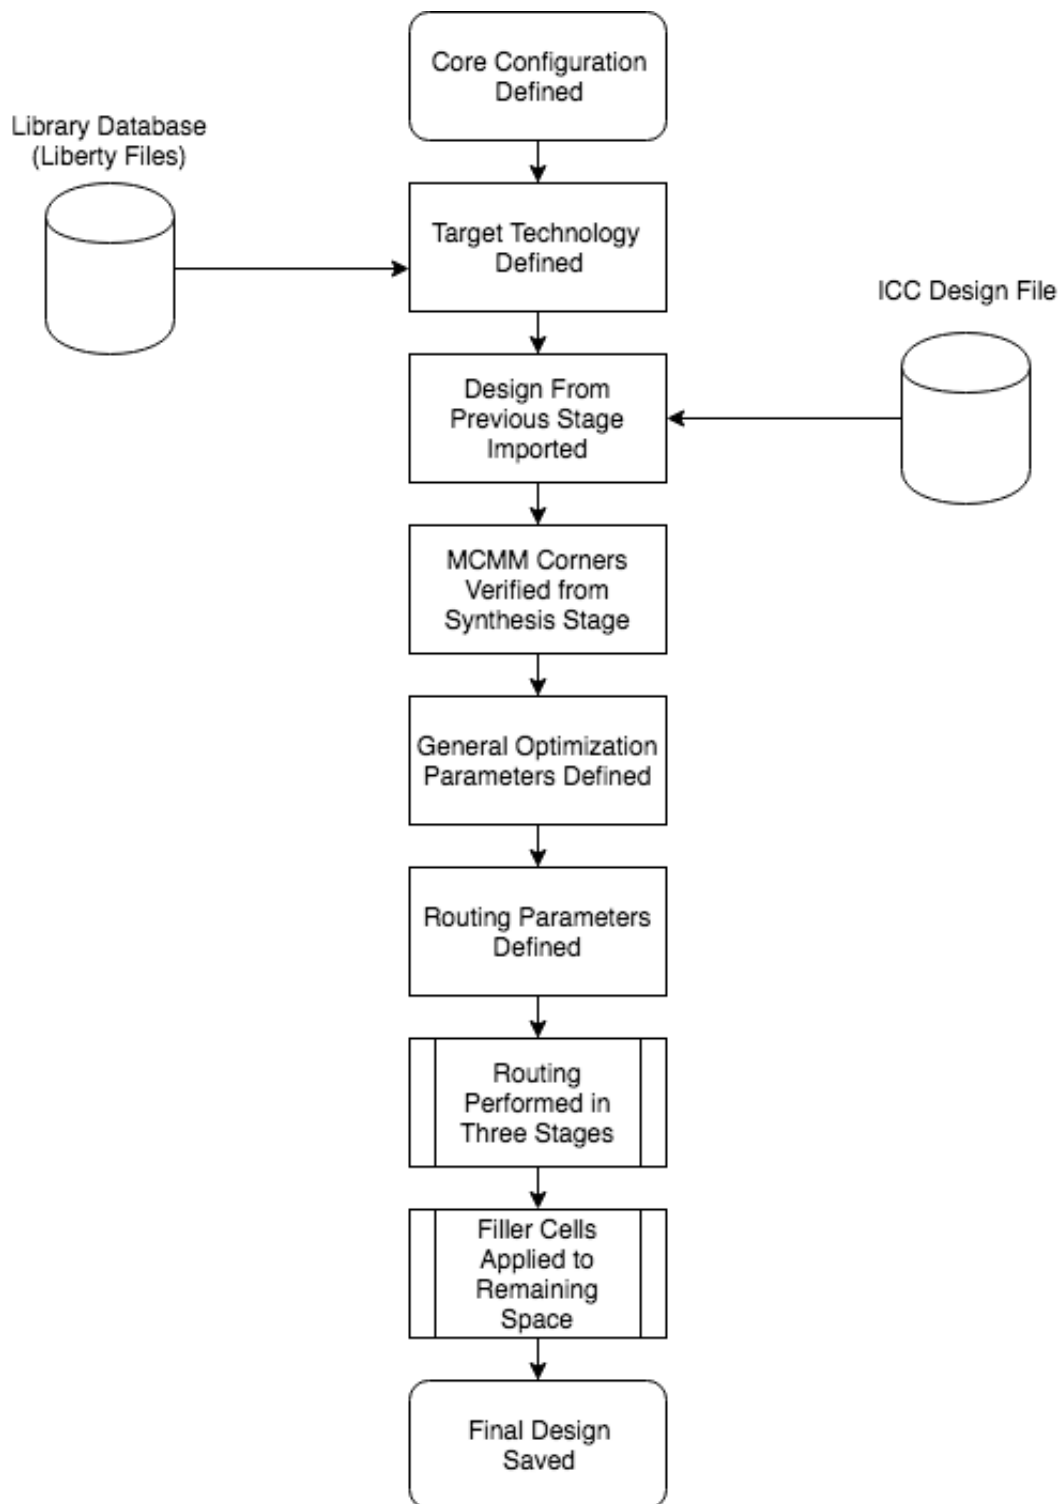 Core Configuration
Defined
Library Database
(Liberty Files)
Target Technology
Defined
ICC Design File
Design From
Previous Stage
Imported
MCMM Corners
Verified from
Synthesis Stage
General Optimization
Parameters Defined
Routing Parameters
Defined
Routing
Performed in
Three Stages
Filler Cells
Applied to
Remaining
Space
Final Design
Saved